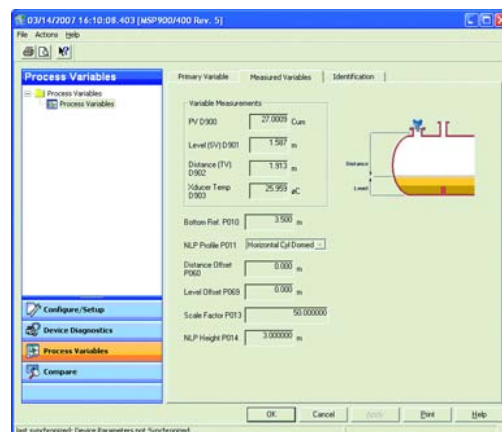 03/14/2007 16:10:08.403 [MSP900/400 Rev. 5]
File Actions Help
Process Variables
Process Variables
Process Variables
Configure/Setup
Device Diagnostics
Process Variables
Compare
Primary Variable Measured Variables Identification
Variable Measurements
PV D900 27.0009 Cum
Level (SV) D901 1.587 m
Distance (TV) D902 1.913 m
Xducer Temp D903 25.959 øC
Bottom Ref. P010 3.500 m
NLP Profile P011 Horizontal Cyl Domed
Distance Offset P060 0.000 m
Level Offset P069 0.000 m
Scale Factor P013 50.000000
NLP Height P014 3.000000 m
Distance
Level
OK Cancel Apply Print Help
last synchronized: Device Parameters not Synchronized.